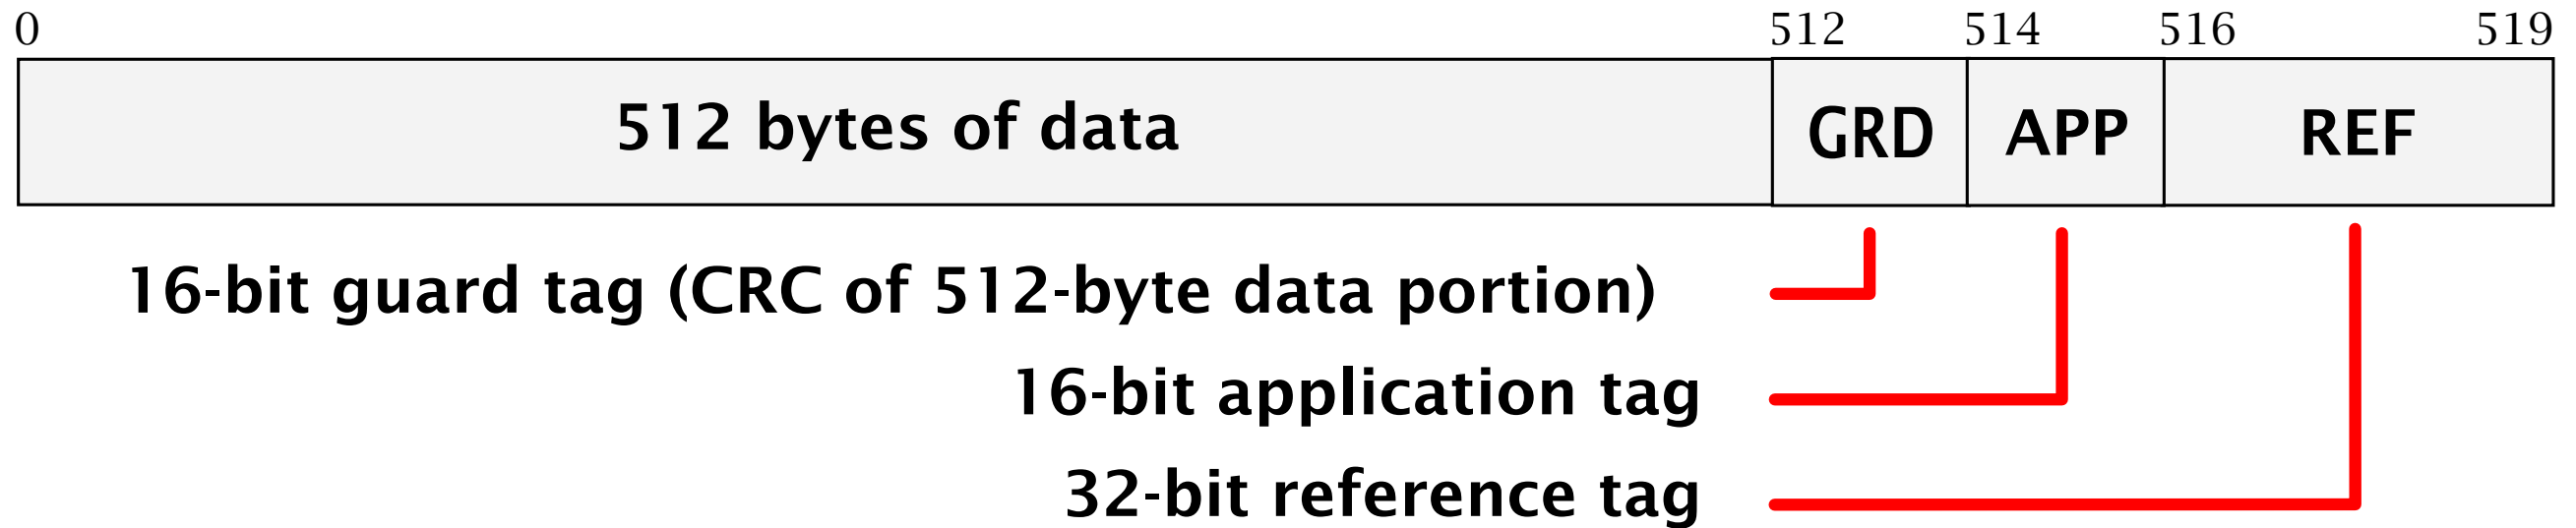 0 512 514 516 519
512 bytes of data GRD APP REF
16-bit guard tag (CRC of 512-byte data portion)
16-bit application tag
32-bit reference tag